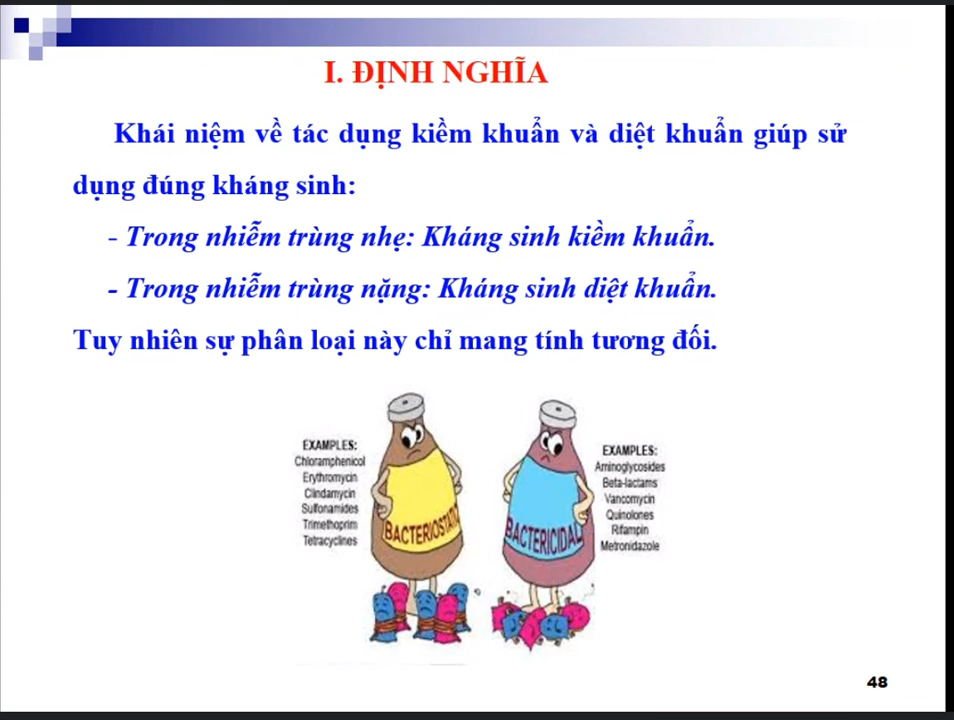 I. ĐỊNH NGHĨA
Khái niệm về tác dụng kiềm khuẩn và diệt khuẩn giúp sử
dụng đúng kháng sinh:
- Trong nhiễm trùng nhẹ: Kháng sinh kiềm khuẩn.
- Trong nhiễm trùng nặng: Kháng sinh diệt khuẩn.
Tuy nhiên sự phân loại này chỉ mang tính tương đối.
EXAMPLES:
Chloramphenicol
Erythromycin
Clindamycin
Sulfonamides
Trimethoprim
Tetracyclines
BACTERIOSTATIC
BACTERICIDAL
EXAMPLES:
Aminoglycosides
Beta-lactams
Vancomycin
Quinolones
Rifampin
Metronidazole
48